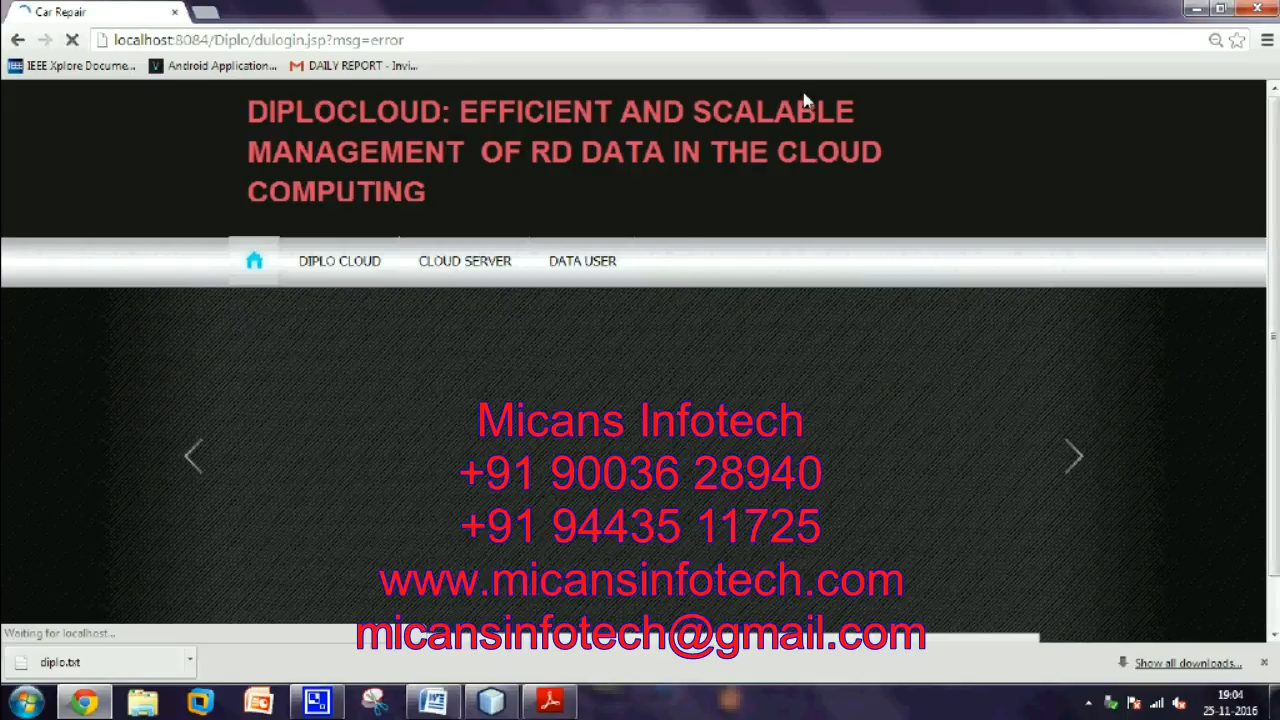 Car Repair
localhost:8084/Diplo/dulogin.jsp?msg=error
IEEE Xplore Docume... Android Application... DAILY REPORT - Invi...
DIPLOCLOUD: EFFICIENT AND SCALABLE
MANAGEMENT OF RD DATA IN THE CLOUD
COMPUTING
DIPLO CLOUD CLOUD SERVER DATA USER
Micans Infotech
+91 90036 28940
+91 94435 11725
www.micansinfotech.com
micansinfotech@gmail.com
Waiting for localhost...
diplo.txt Show all downloads...
19:04
25-11-2016